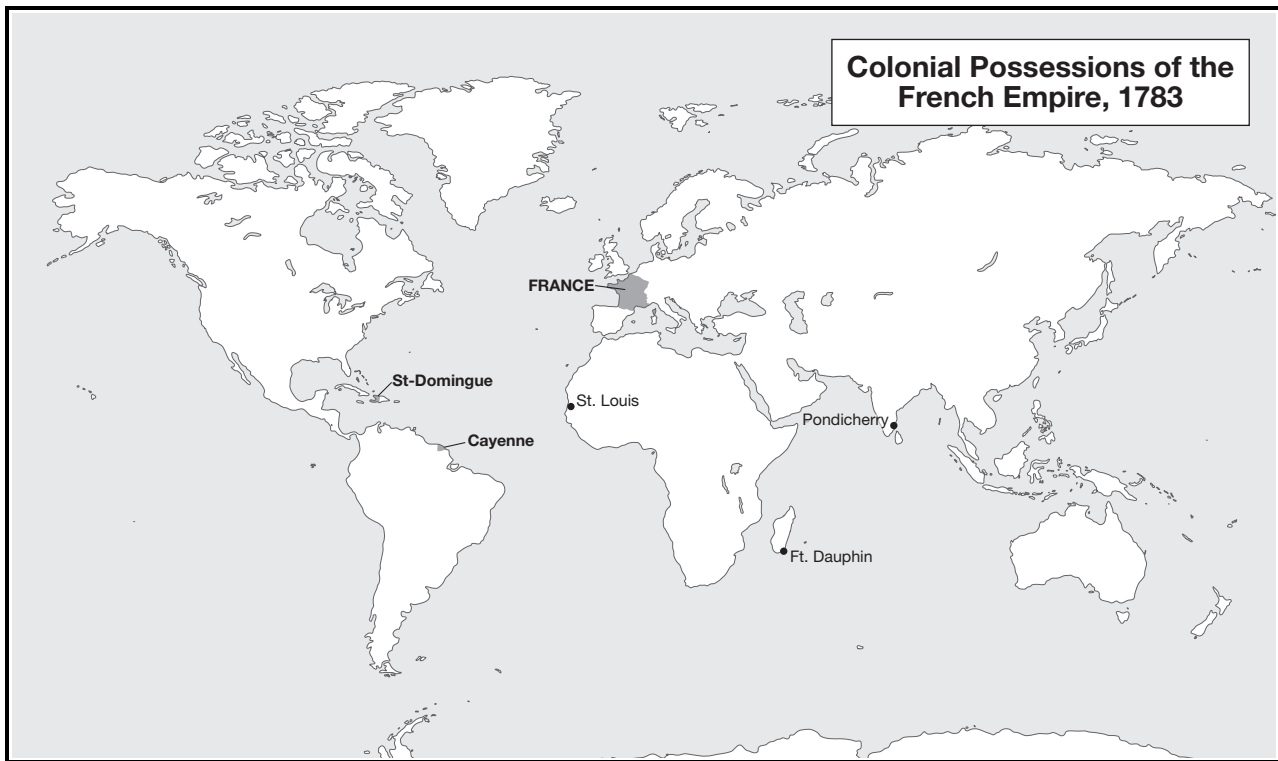 Colonial Possessions of the
French Empire, 1783
FRANCE
St-Domingue
St. Louis
Pondicherry
Cayenne
Ft. Dauphin